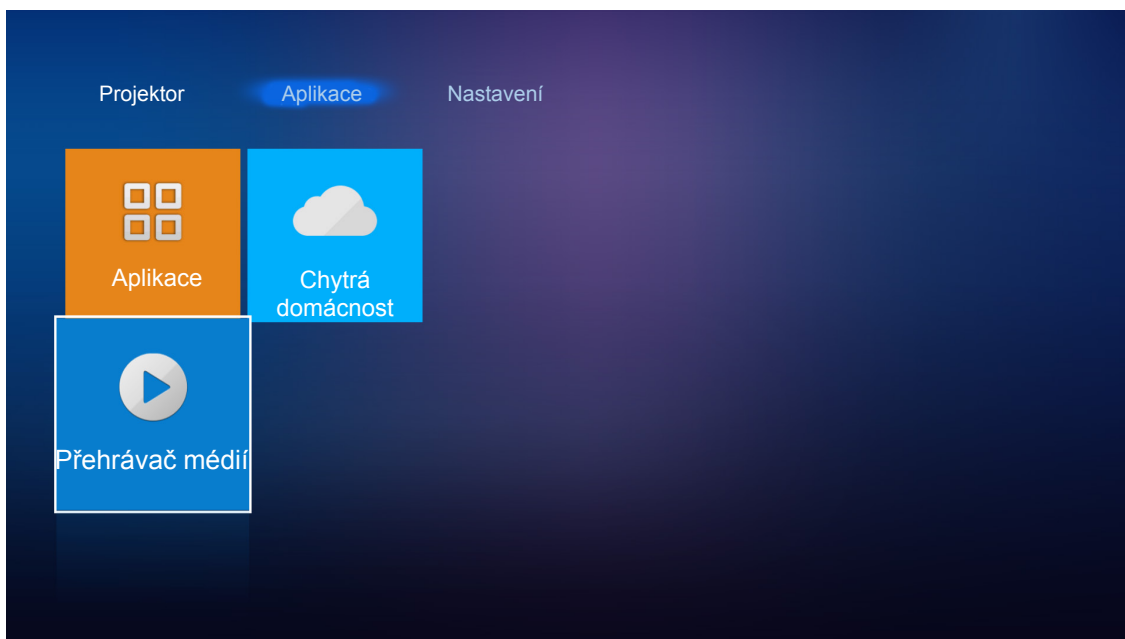 Projektor Aplikace Nastavení
Aplikace
Chytrá
domácnost
Přehrávač médií